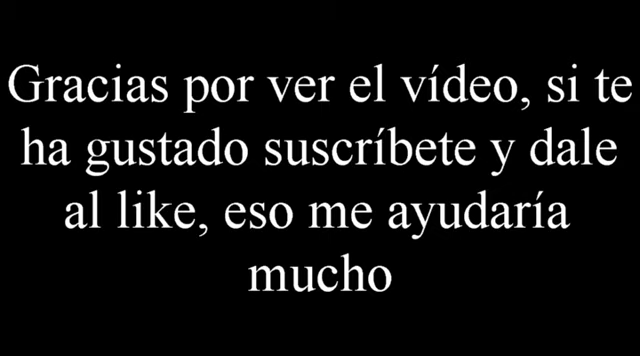 Gracias por ver el vídeo, si te
ha gustado suscríbete y dale
al like, eso me ayudaría
mucho